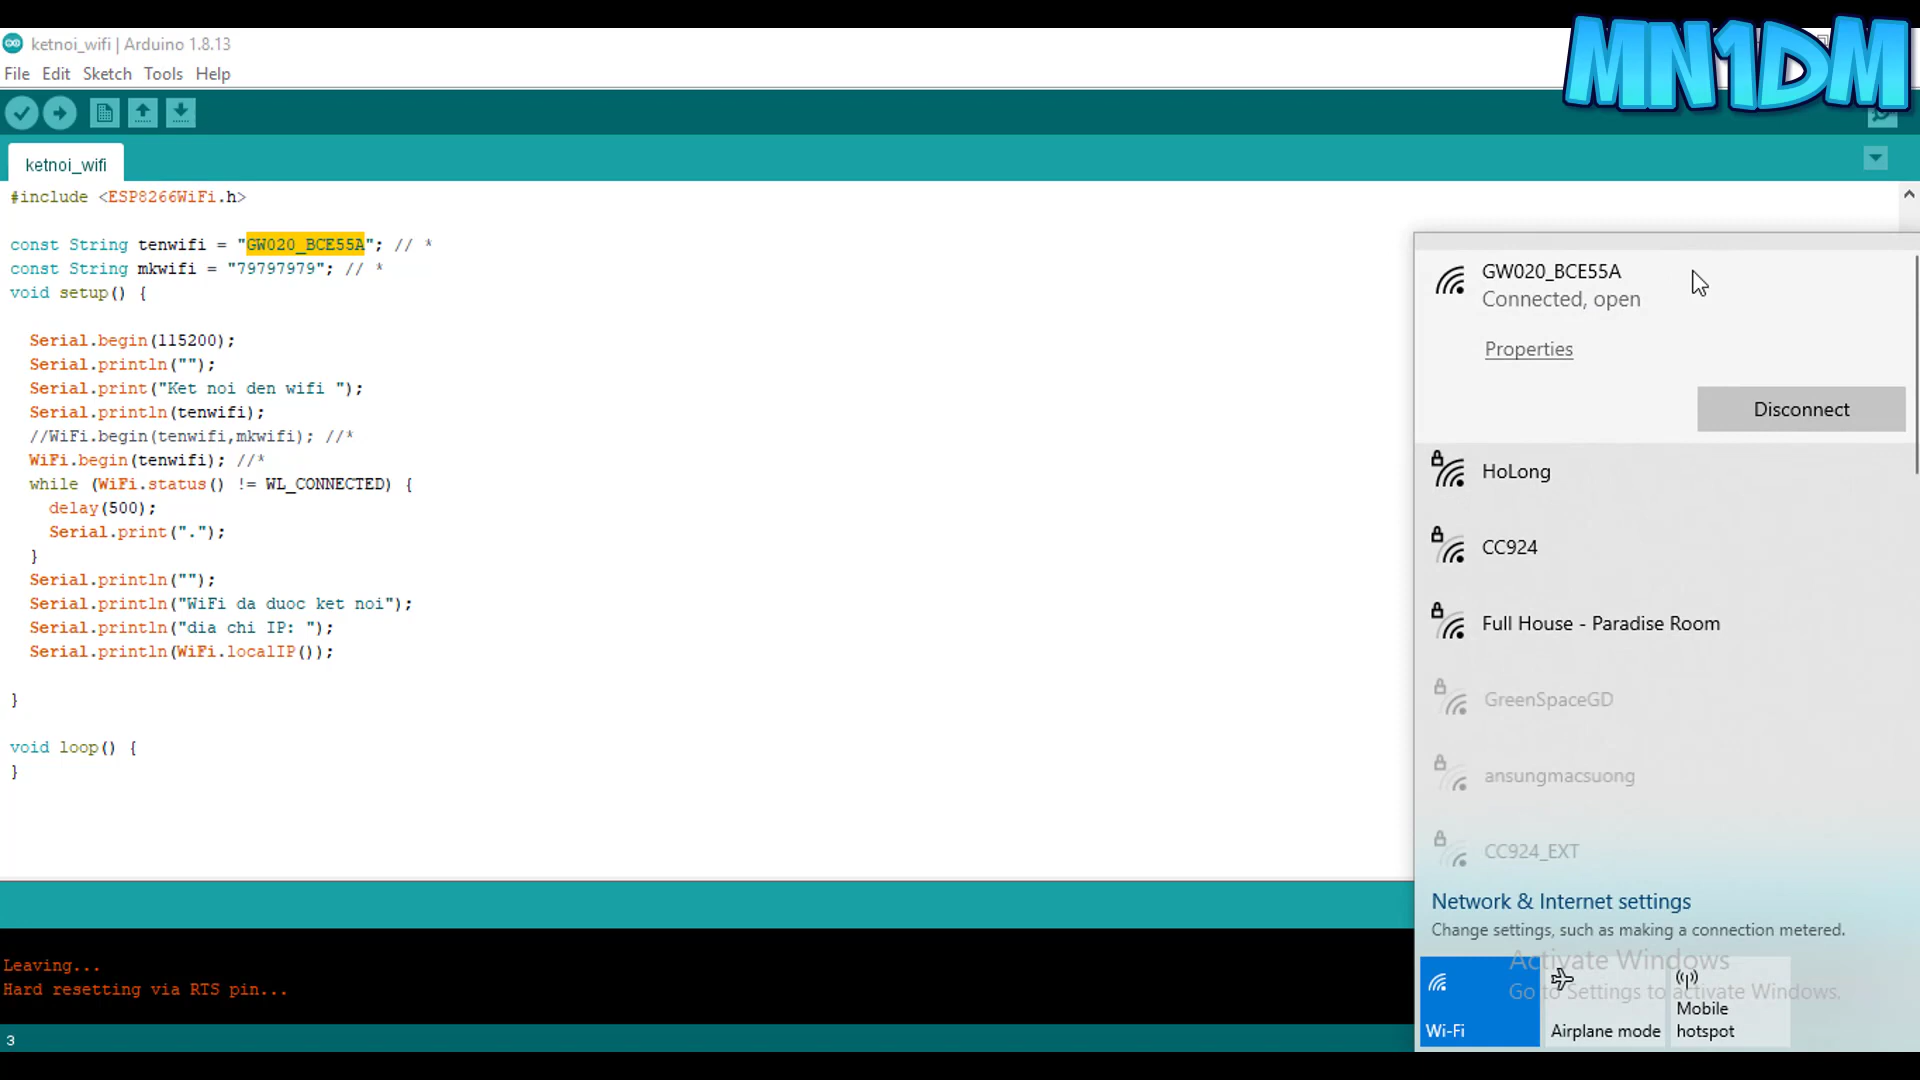 ketnoi_wifi | Arduino 1.8.13
MN1DM
File Edit Sketch Tools Help
ketnoi_wifi
#include <ESP8266WiFi.h>
const String tenwifi = "GW020_BCE55A"; // *
const String mkwifi = "79797979"; // *
void setup() {
Serial.begin(115200);
Serial.println("");
Serial.print("Ket noi den wifi ");
Serial.println(tenwifi);
//WiFi.begin(tenwifi,mkwifi); //*
WiFi.begin(tenwifi); //*
while (WiFi.status() != WL_CONNECTED) {
delay(500);
Serial.print(".");
}
Serial.println("");
Serial.println("WiFi da duoc ket noi");
Serial.println("dia chi IP: ");
Serial.println(WiFi.localIP());
}
void loop() {
}
Leaving...
Hard resetting via RTS pin...
3
GW020_BCE55A
Connected, open
Properties
Disconnect
HoLong
CC924
Full House - Paradise Room
GreenSpaceGD
ansungmacsuong
CC924_EXT
Network & Internet settings
Change settings, such as making a connection metered.
Activate Windows
Go to Settings to activate Windows.
Wi-Fi
Airplane mode
Mobile
hotspot